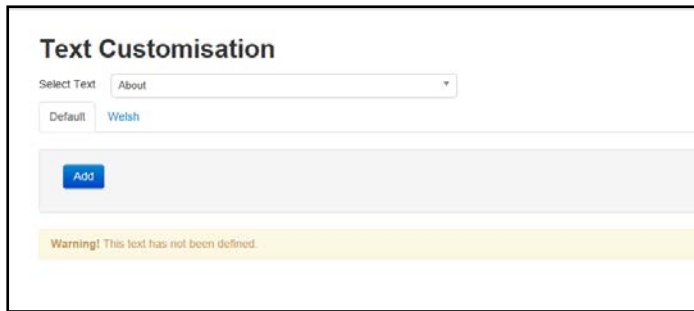 Text Customisation
Select Text About
Default Welsh
Add
Warning! This text has not been defined.